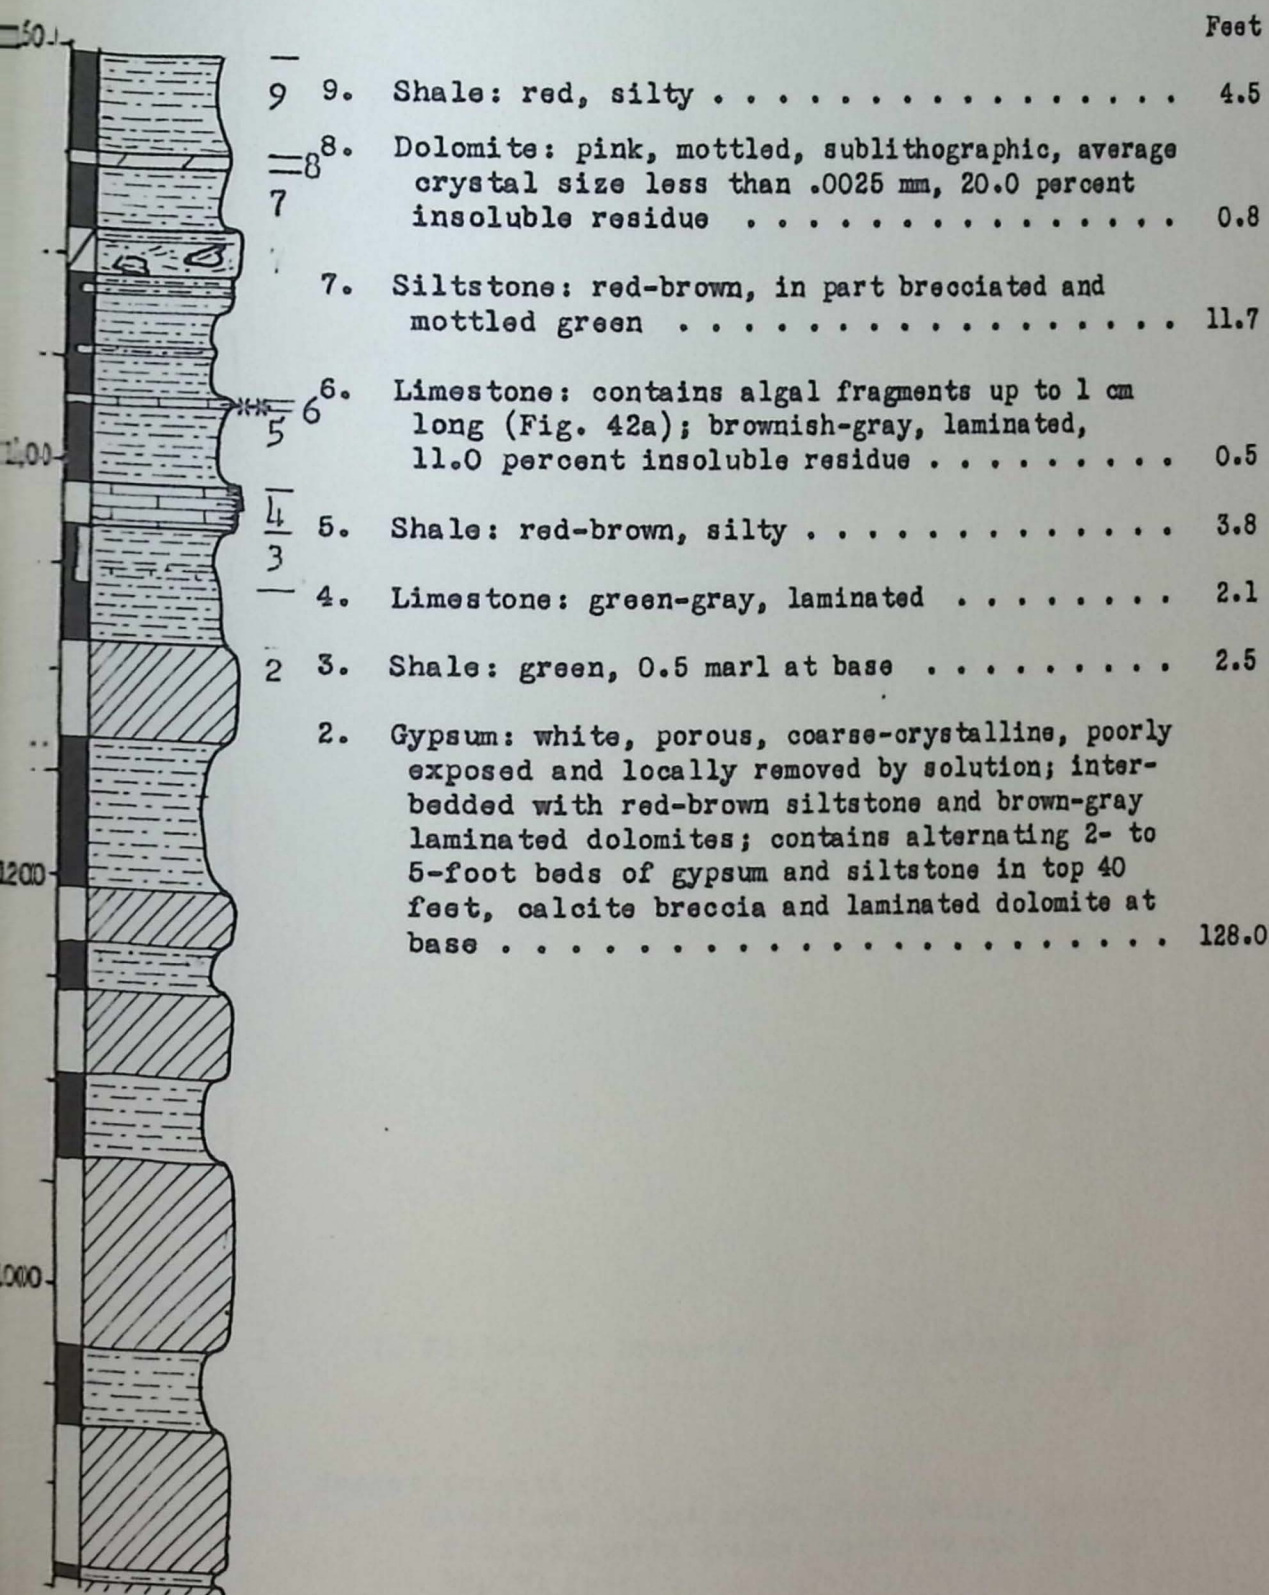 Feet
9 9. Shale: red, silty . . . . . . . . . . . . . . . 4.5
8 8. Dolomite: pink, mottled, sublithographic, average
crystal size less than .0025 mm, 20.0 percent
insoluble residue . . . . . . . . . . . . . . 0.8
7
7. Siltstone: red-brown, in part brecciated and
mottled green . . . . . . . . . . . . . . . . 11.7
6 6. Limestone: contains algal fragments up to 1 cm
long (Fig. 42a); brownish-gray, laminated,
11.0 percent insoluble residue . . . . . . . . . 0.5
5
4
5. Shale: red-brown, silty . . . . . . . . . . . . 3.8
3
4. Limestone: green-gray, laminated . . . . . . . . 2.1
2 3. Shale: green, 0.5 marl at base . . . . . . . . . 2.5
2. Gypsum: white, porous, coarse-crystalline, poorly
exposed and locally removed by solution; inter-
bedded with red-brown siltstone and brown-gray
laminated dolomites; contains alternating 2- to
5-foot beds of gypsum and siltstone in top 40
feet, calcite breccia and laminated dolomite at
base . . . . . . . . . . . . . . . . . . . . . . 128.0